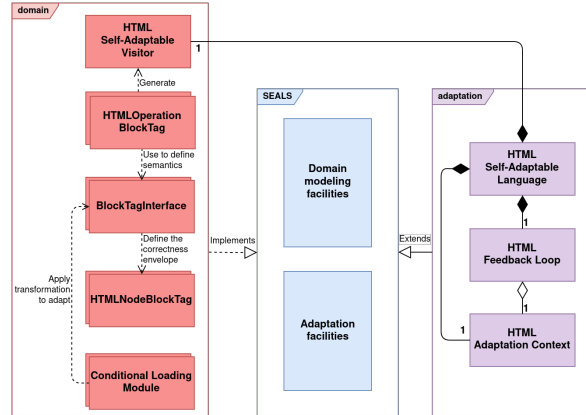 domain
HTML
Self-Adaptable
Visitor
1
Generate
HTMLOperation
BlockTag
Use to define
semantics
BlockTagInterface
Define the
correctness
envelope
Apply
transformation
to adapt
HTMLNodeBlockTag
Conditional Loading
Module
Implements
SEALS
Domain
modeling
facilities
Adaptation
facilities
Extends
adaptation
HTML
Self-Adaptable
Language
1
HTML
Feedback Loop
1
1
HTML
Adaptation Context